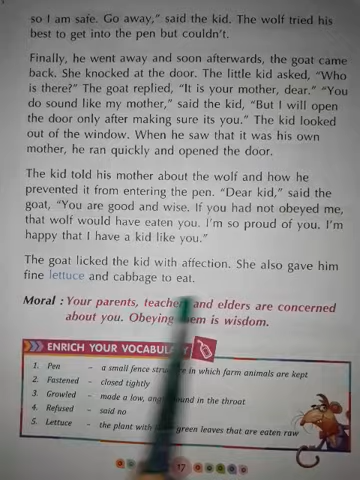 so I am safe. Go away," said the kid. The wolf tried his
best to get into the pen but couldn't.
Finally, he went away and soon afterwards, the goat came
back. She knocked at the door. The little kid asked, "Who
is there?" The goat replied, "It is your mother, dear." "You
do sound like my mother," said the kid, "But I will open
the door only after making sure its you." The kid looked
out of the window. When he saw that it was his own
mother, he ran quickly and opened the door.
The kid told his mother about the wolf and how he
prevented it from entering the pen. "Dear kid," said the
goat, "You are good and wise. If you had not obeyed me,
that wolf would have eaten you. I'm so proud of you. I'm
happy that I have a kid like you."
The goat licked the kid with affection. She also gave him
fine lettuce and cabbage to eat.
Moral : Your parents, teachers and elders are concerned
about you. Obeying them is wisdom.
ENRICH YOUR VOCABULARY
1. Pen – a small fence structure in which farm animals are kept
2. Fastened – closed tightly
3. Growled – made a low, angry sound in the throat
4. Refused – said no
5. Lettuce – the plant with green leaves that are eaten raw
17